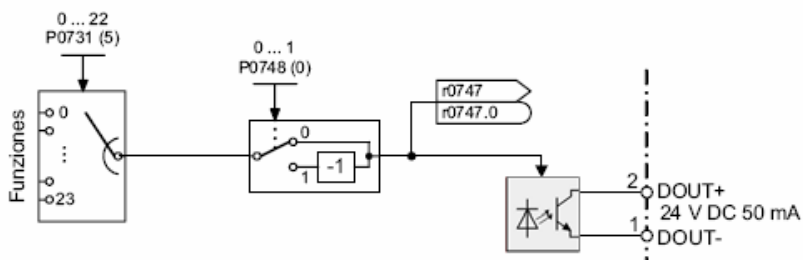 0 ... 22
P0731 (5)
0 ... 1
P0748 (0)
Funziones
0
⋮
23
⋮
0
1
-1
r0747
r0747.0
2
DOUT+
24 V DC 50 mA
1
DOUT-